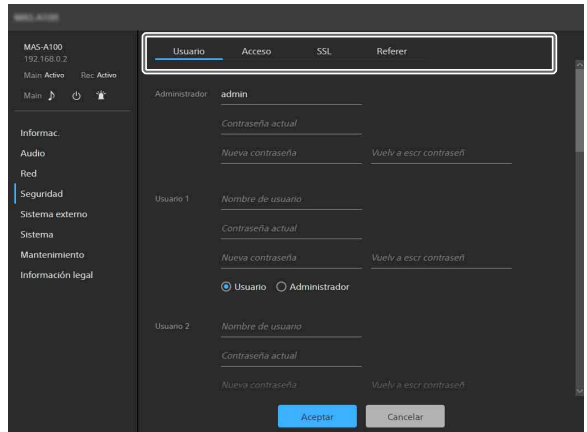 MAS-A100
MAS-A100
192.168.0.2
Main Activo Rec Activo
Main
Informac.
Audio
Red
Seguridad
Sistema externo
Sistema
Mantenimiento
Información legal
Usuario Acceso SSL Referer
Administrador admin
Contraseña actual
Nueva contraseña Vuelv a escr contraseñ
Usuario 1 Nombre de usuario
Contraseña actual
Nueva contraseña Vuelv a escr contraseñ
Usuario Administrador
Usuario 2 Nombre de usuario
Contraseña actual
Nueva contraseña Vuelv a escr contraseñ
Aceptar Cancelar